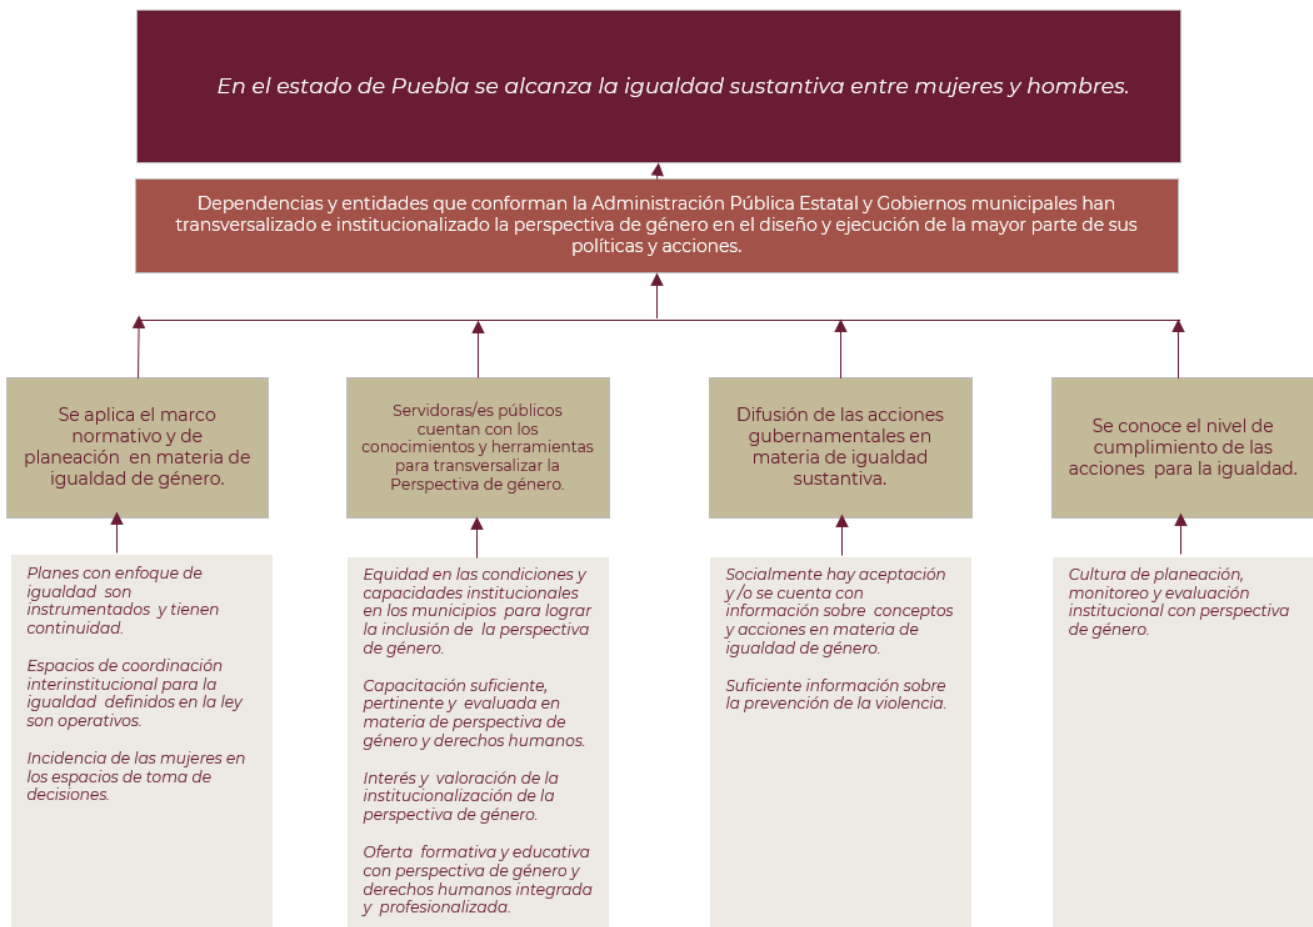 En el estado de Puebla se alcanza la igualdad sustantiva entre mujeres y hombres.
Dependencias y entidades que conforman la Administración Pública Estatal y Gobiernos municipales han
transversalizado e institucionalizado la perspectiva de género en el diseño y ejecución de la mayor parte de sus
políticas y acciones.
Se aplica el marco
normativo y de
planeación en materia de
igualdad de género.
Servidoras/es públicos
cuentan con los
conocimientos y herramientas
para transversalizar la
Perspectiva de género.
Difusión de las acciones
gubernamentales en
materia de igualdad
sustantiva.
Se conoce el nivel de
cumplimiento de las
acciones para la igualdad.
Planes con enfoque de
igualdad son
instrumentados y tienen
continuidad.
Espacios de coordinación
interinstitucional para la
igualdad definidos en la ley
son operativos.
Incidencia de las mujeres en
los espacios de toma de
decisiones.
Equidad en las condiciones y
capacidades institucionales
en los municipios para lograr
la inclusión de la perspectiva
de género.
Capacitación suficiente,
pertinente y evaluada en
materia de perspectiva de
género y derechos humanos.
Interés y valoración de la
institucionalización de la
perspectiva de género.
Oferta formativa y educativa
con perspectiva de género y
derechos humanos integrada
y profesionalizada.
Socialmente hay aceptación
y /o se cuenta con
información sobre conceptos
y acciones en materia de
igualdad de género.
Suficiente información sobre
la prevención de la violencia.
Cultura de planeación,
monitoreo y evaluación
institucional con perspectiva
de género.